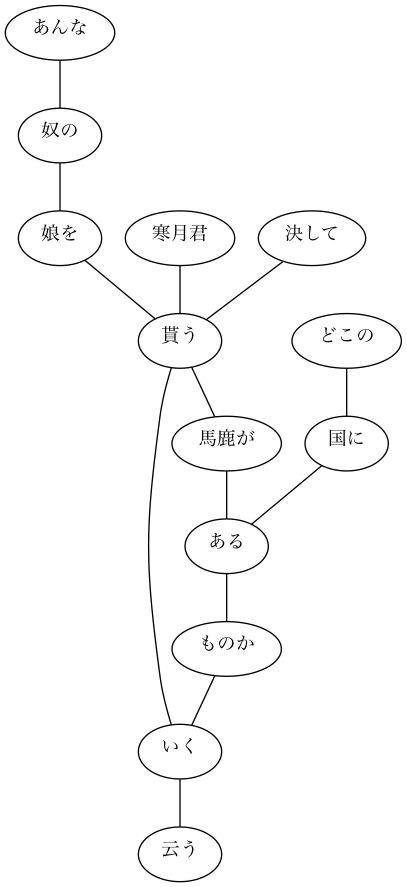 あんな
奴の
娘を
寒月君
決して
貰う
どこの
馬鹿が
国に
ある
ものか
いく
云う